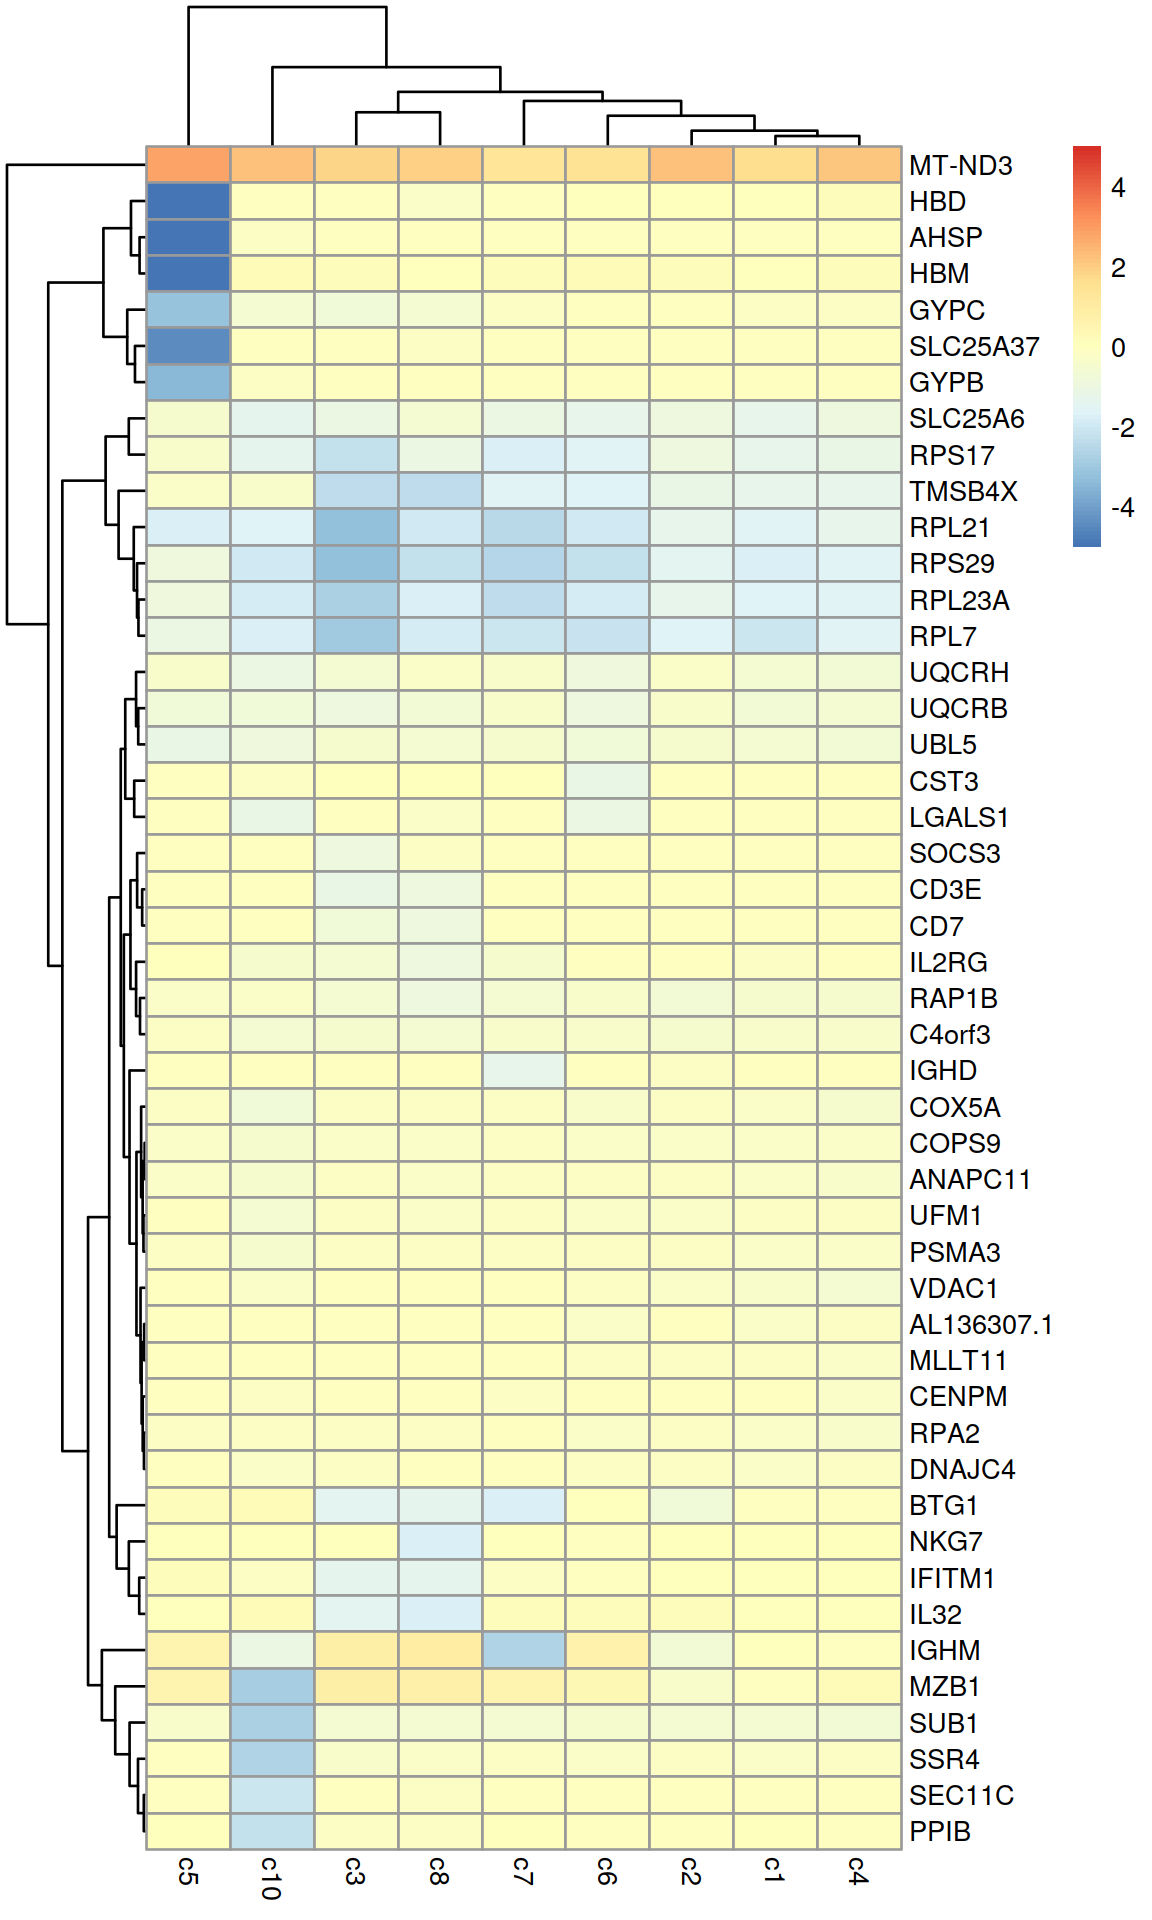 MT-ND3
HBD
AHSP
HBM
GYPC
SLC25A37
GYPB
SLC25A6
RPS17
TMSB4X
RPL21
RPS29
RPL23A
RPL7
UQCRH
UQCRB
UBL5
CST3
LGALS1
SOCS3
CD3E
CD7
IL2RG
RAP1B
C4orf3
IGHD
COX5A
COPS9
ANAPC11
UFM1
PSMA3
VDAC1
AL136307.1
MLLT11
CENPM
RPA2
DNAJC4
BTG1
NKG7
IFITM1
IL32
IGHM
MZB1
SUB1
SSR4
SEC11C
PPIB
c5 c10 c3 c8 c7 c6 c2 c1 c4
4
2
0
-2
-4